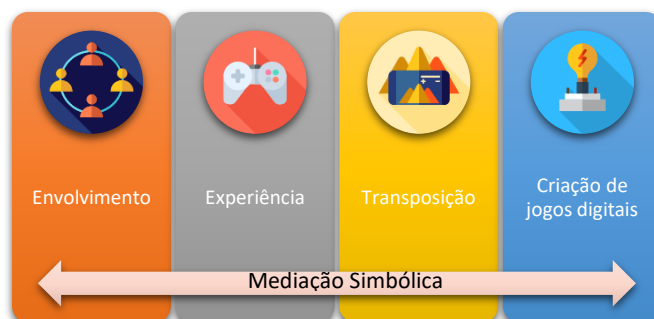 Envolvimento
Experiência
Transposição
Criação de
jogos digitais
Mediação Simbólica